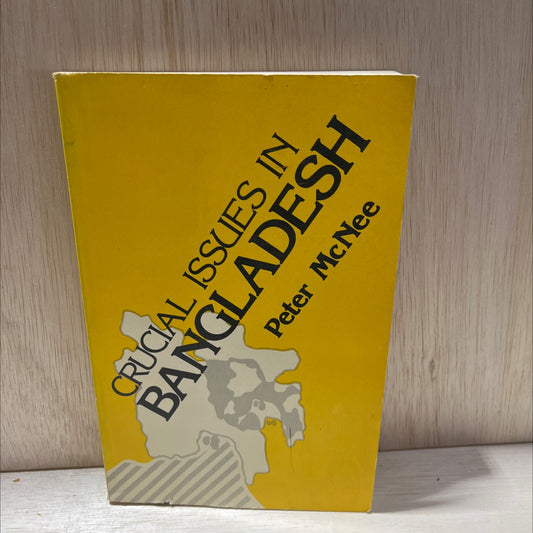 CRUCIAL ISSUES IN
BANGLADESH
Peter McNee